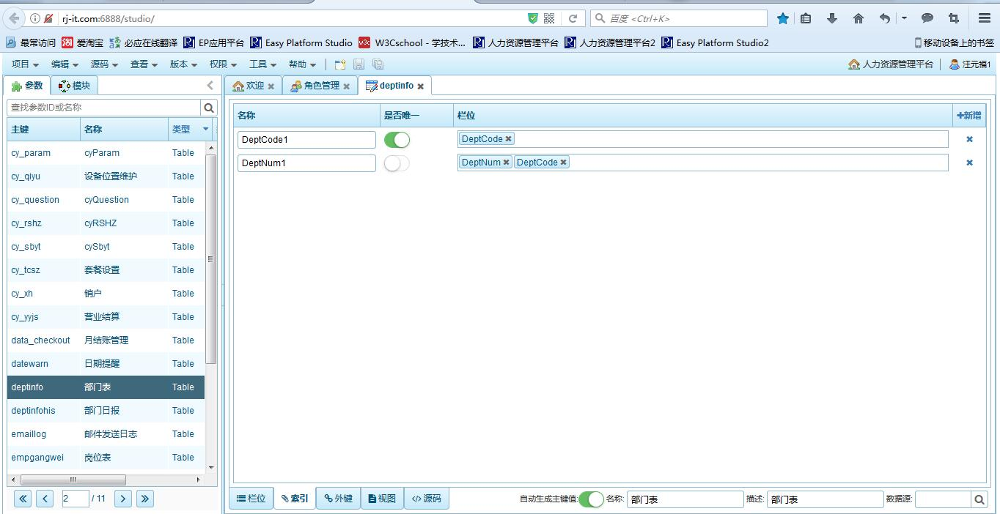 rj-it.com:6888/studio/
百度 <Ctrl+K>
最常访问 爱淘宝 必应在线翻译 EP应用平台 Easy Platform Studio W3Cschool - 学技术... 人力资源管理平台 人力资源管理平台2 Easy Platform Studio2 移动设备上的书签
项目 编辑 源码 查看 版本 权限 工具 帮助 人力资源管理平台 汪元福1
参数 模块 欢迎 角色管理 deptinfo
查找参数ID或名称
主键 名称 类型
名称 是否唯一 栏位 新增
DeptCode1 DeptCode
DeptNum1 DeptNum DeptCode
cy_param cyParam Table
cy_qiyu 设备位置维护 Table
cy_question cyQuestion Table
cy_rshz cyRSHZ Table
cy_sbyt cySbyt Table
cy_tcsz 套餐设置 Table
cy_xh 销户 Table
cy_yyjs 营业结算 Table
data_checkout 月结账管理 Table
datewarn 日期提醒 Table
deptinfo 部门表 Table
deptinfohis 部门日报 Table
emaillog 邮件发送日志 Table
empgangwei 岗位表 Table
2 / 11
栏位 索引 外键 视图 </> 源码 自动生成主键值: 名称: 部门表 描述: 部门表 数据源: